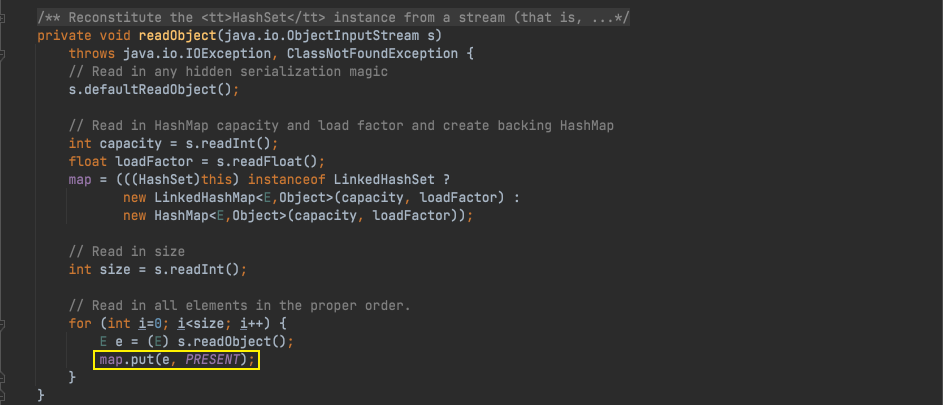 /** Reconstitute the <tt>HashSet</tt> instance from a stream (that is, ...*/
private void readObject(java.io.ObjectInputStream s)
throws java.io.IOException, ClassNotFoundException {
// Read in any hidden serialization magic
s.defaultReadObject();
// Read in HashMap capacity and load factor and create backing HashMap
int capacity = s.readInt();
float loadFactor = s.readFloat();
map = (((HashSet)this) instanceof LinkedHashSet ?
new LinkedHashMap<E,Object>(capacity, loadFactor) :
new HashMap<E,Object>(capacity, loadFactor));
// Read in size
int size = s.readInt();
// Read in all elements in the proper order.
for (int i=0; i<size; i++) {
E e = (E) s.readObject();
map.put(e, PRESENT);
}
}